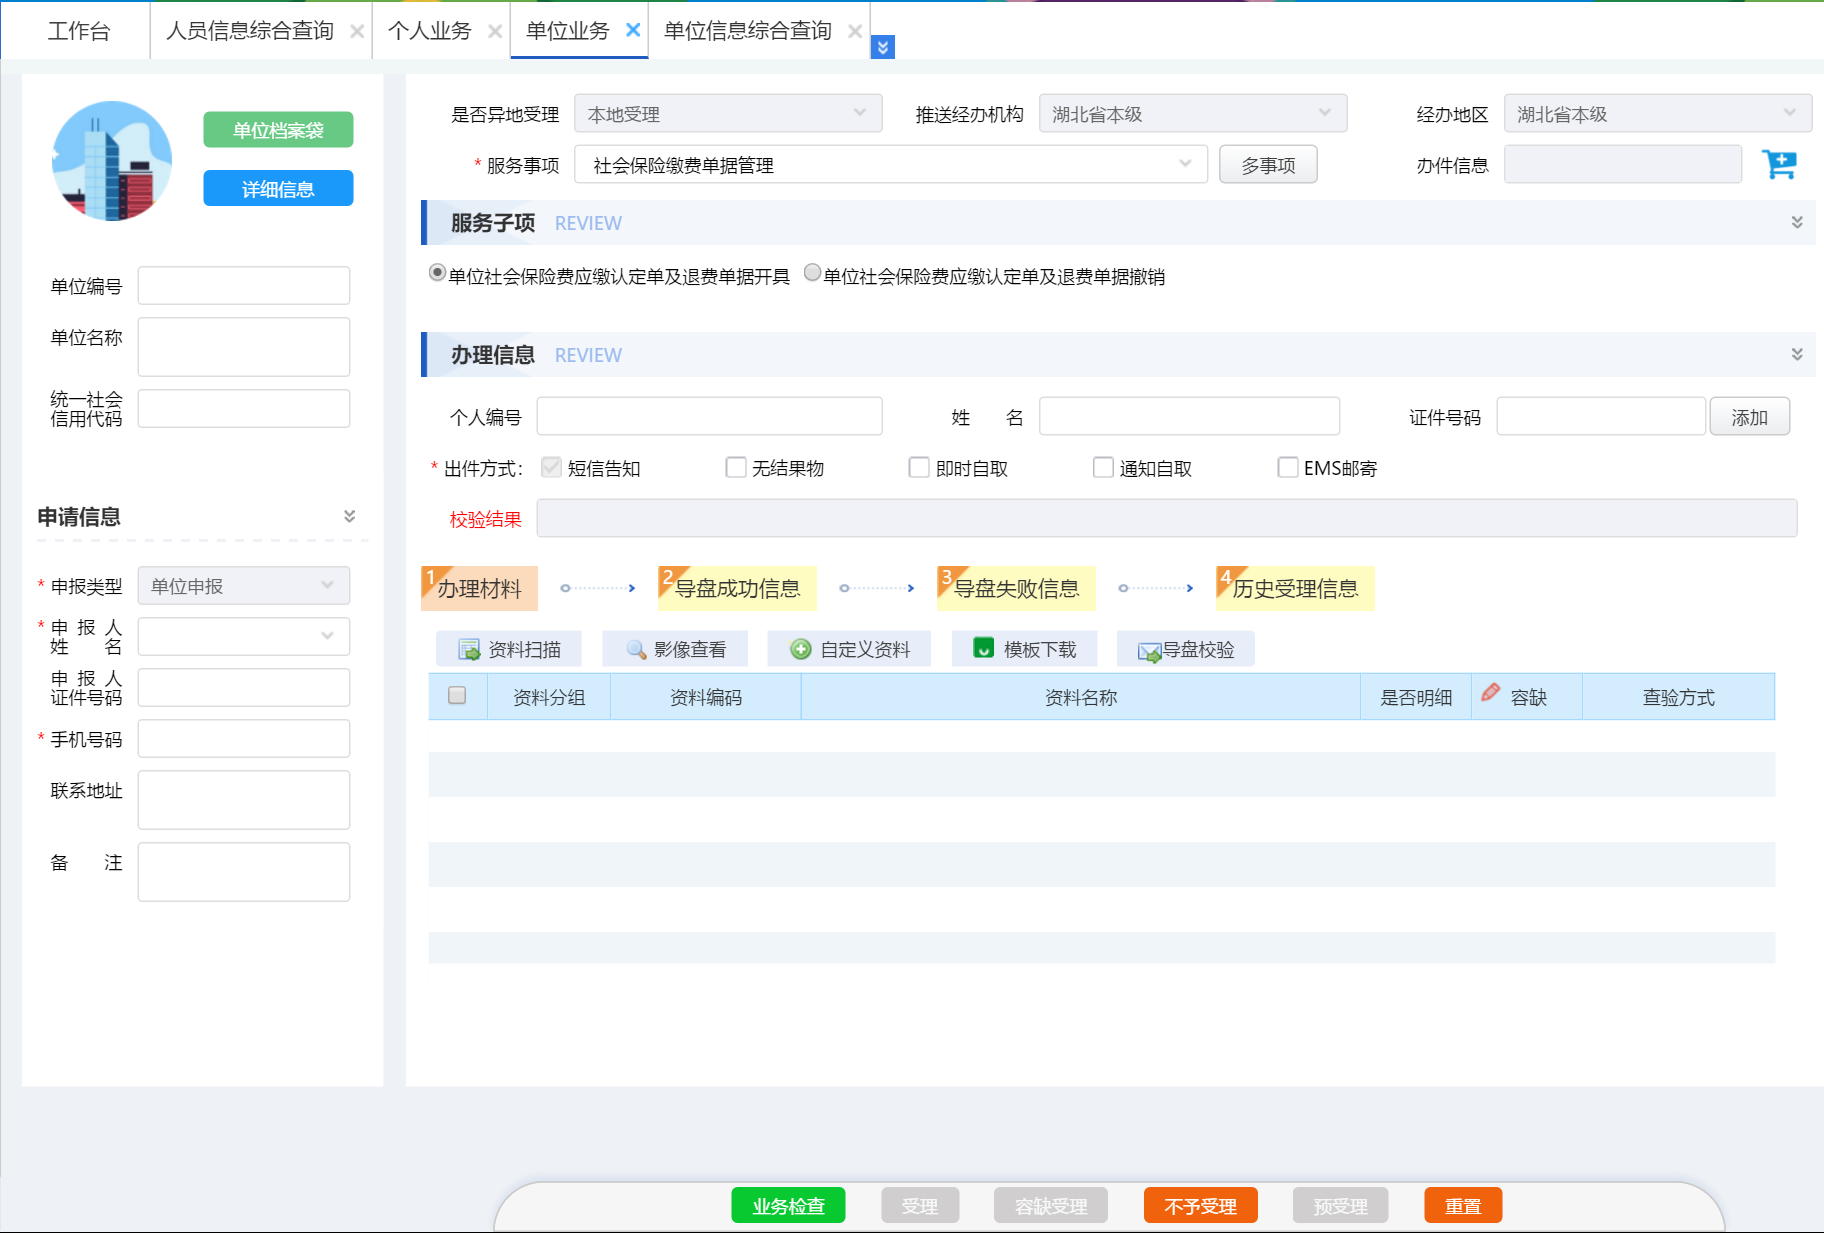 工作台 人员信息综合查询 个人业务 单位业务 单位信息综合查询
单位档案袋
详细信息
单位编号
单位名称
统一社会
信用代码
申请信息
* 申报类型 单位申报
* 申 报 人
姓 名
申 报 人
证件号码
* 手机号码
联系地址
备 注
是否异地受理 本地受理 推送经办机构 湖北省本级 经办地区 湖北省本级
* 服务事项 社会保险缴费单据管理 多事项 办件信息
服务子项 REVIEW
单位社会保险费应缴认定单及退费单据开具 单位社会保险费应缴认定单及退费单据撤销
办理信息 REVIEW
个人编号 姓 名 证件号码 添加
* 出件方式: 短信告知 无结果物 即时自取 通知自取 EMS邮寄
校验结果
1 办理材料 2 导盘成功信息 3 导盘失败信息 4 历史受理信息
资料扫描 影像查看 自定义资料 模板下载 导盘校验
资料分组 资料编码 资料名称 是否明细 容缺 查验方式
业务检查 受理 容缺受理 不予受理 预受理 重置